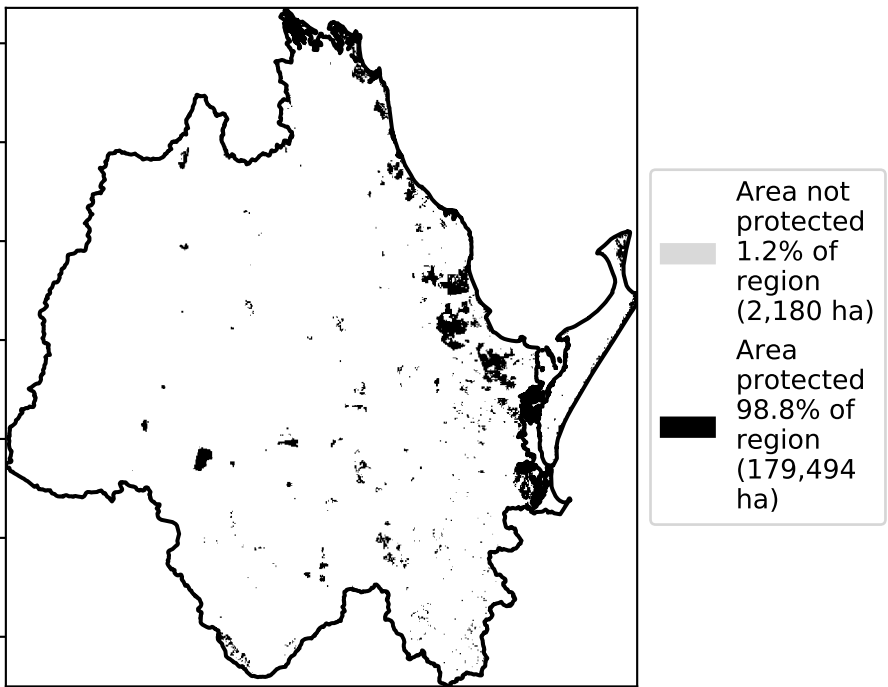 Area not
protected
1.2% of
region
(2,180 ha)
Area
protected
98.8% of
region
(179,494
ha)